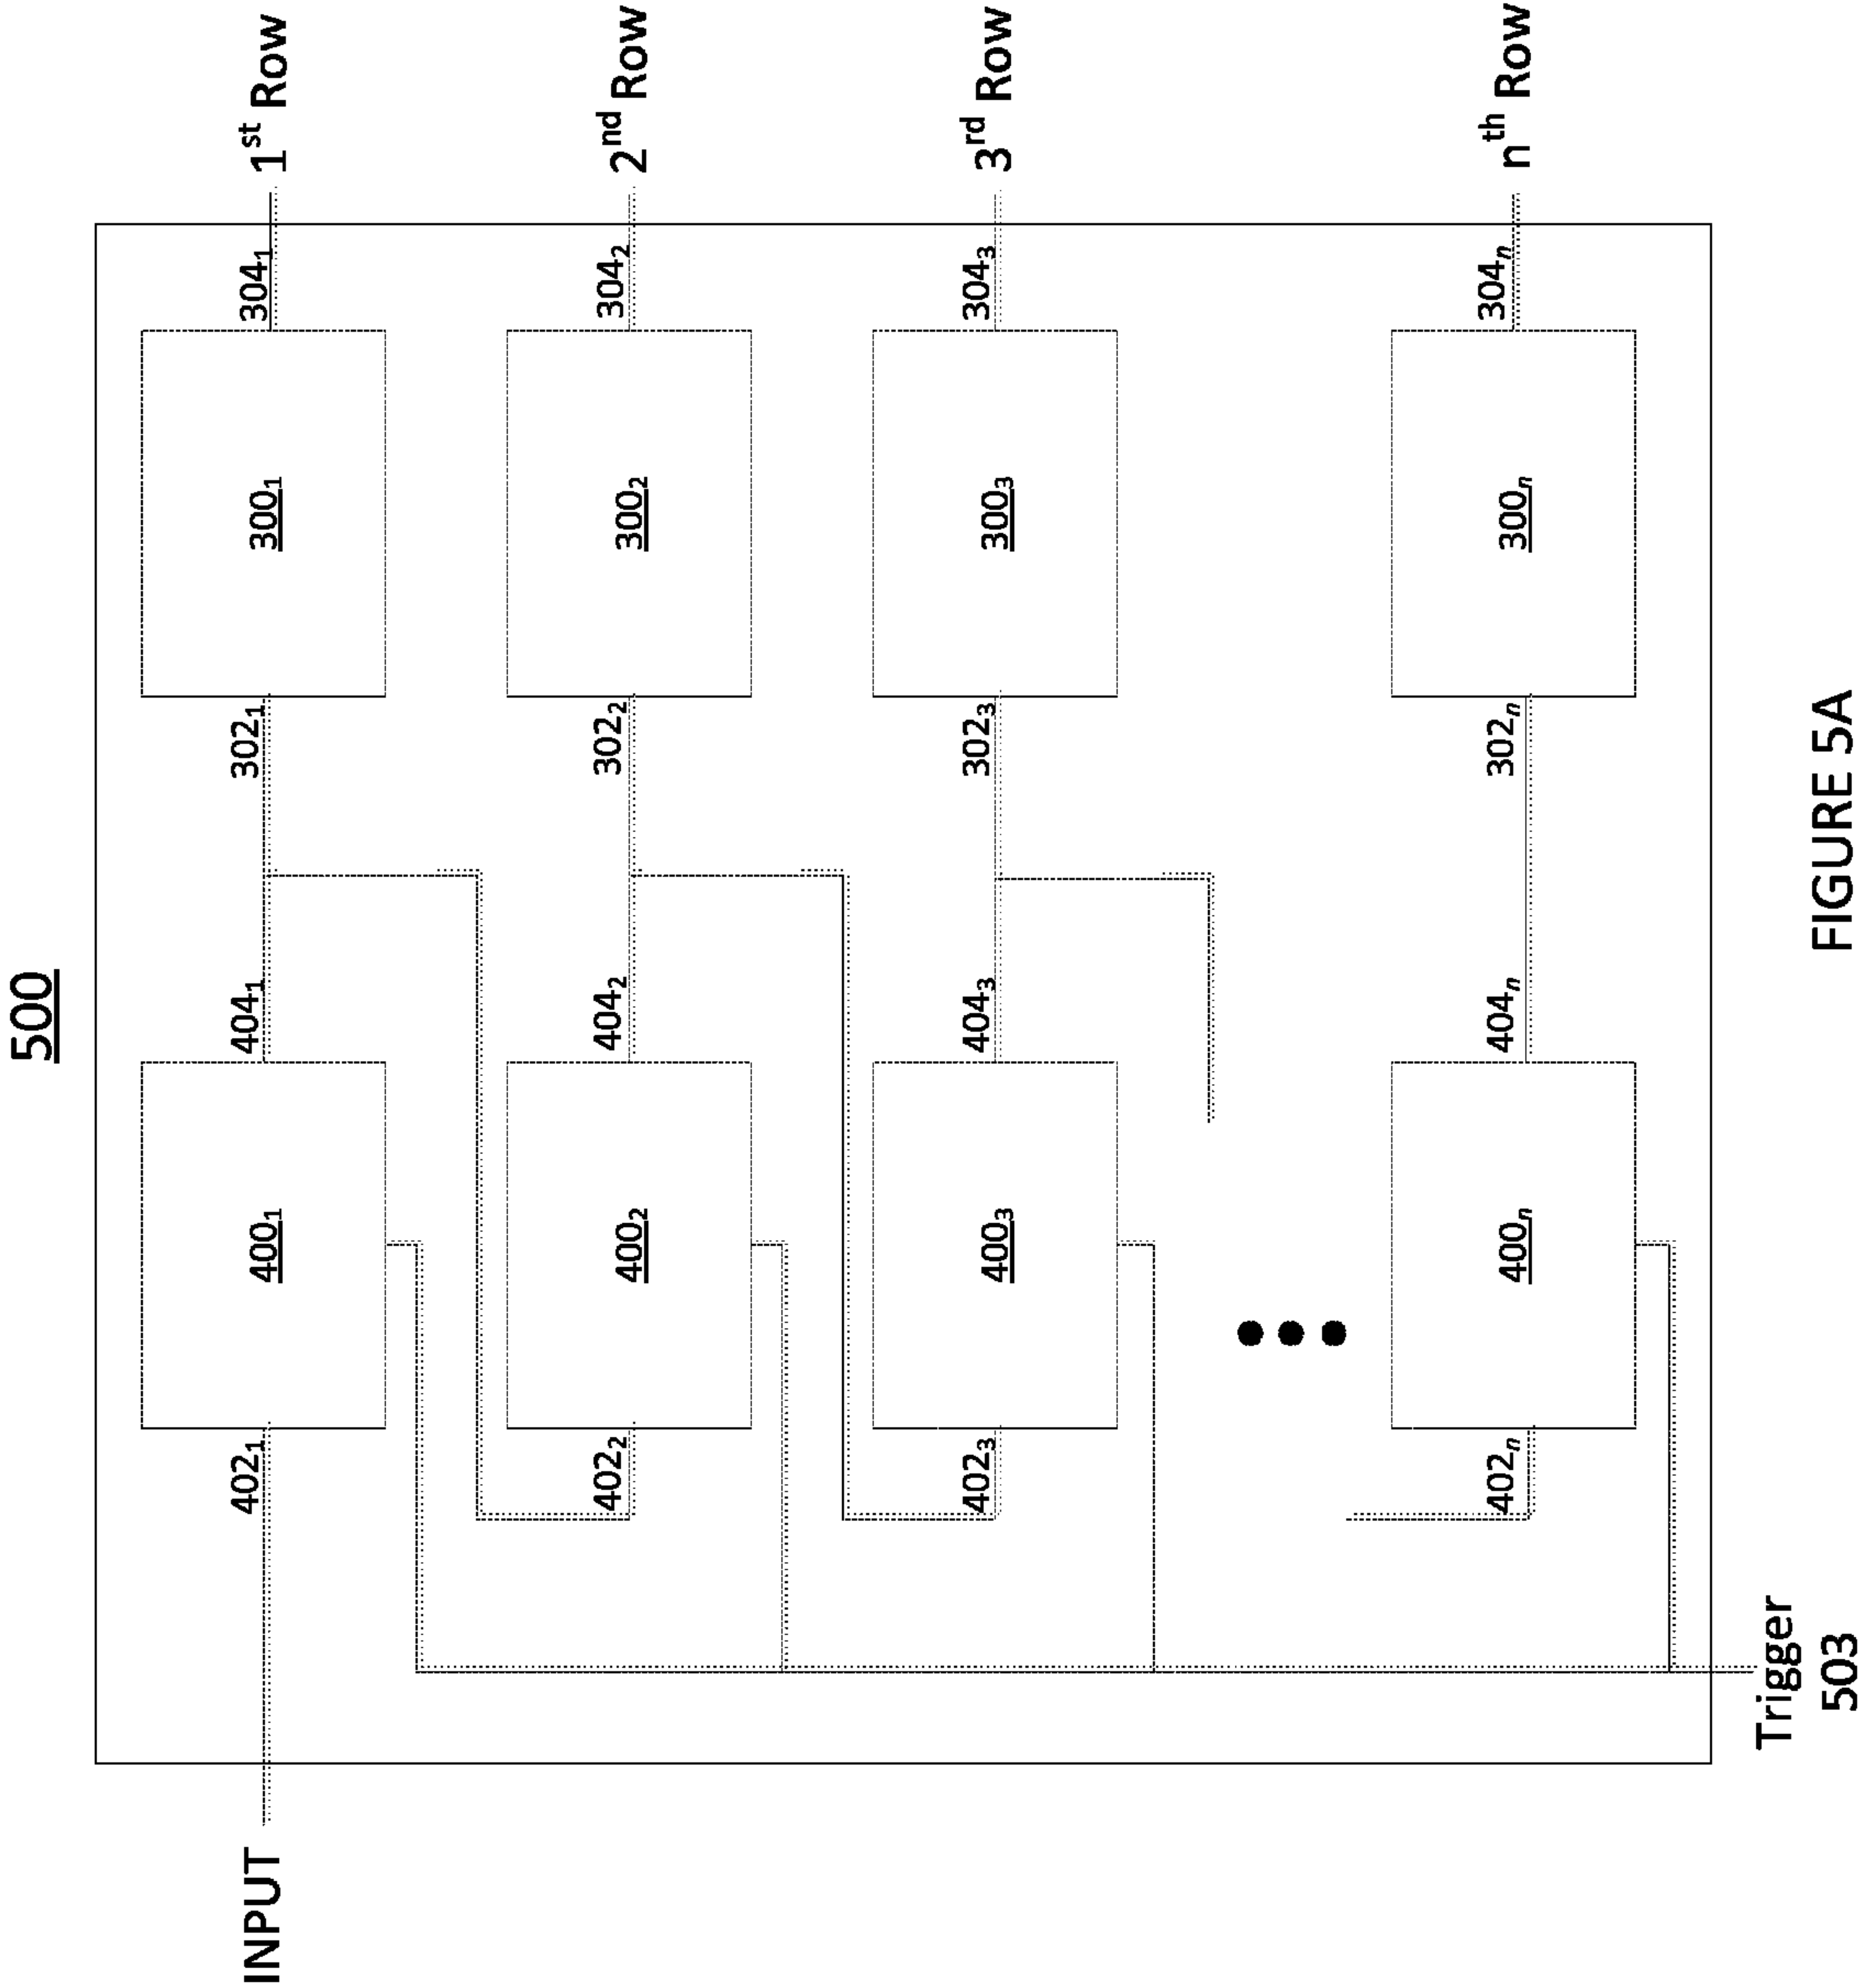 500
INPUT
402₁
400₁
404₁
302₁
300₁
304₁
1ˢᵗ Row
402₂
400₂
404₂
302₂
300₂
304₂
2ⁿᵈ Row
402₃
400₃
404₃
302₃
300₃
304₃
3ʳᵈ Row
402ₙ
400ₙ
404ₙ
302ₙ
300ₙ
304ₙ
nᵗʰ Row
Trigger
503
FIGURE 5A